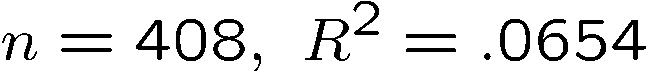 n = 408, R² = .0654